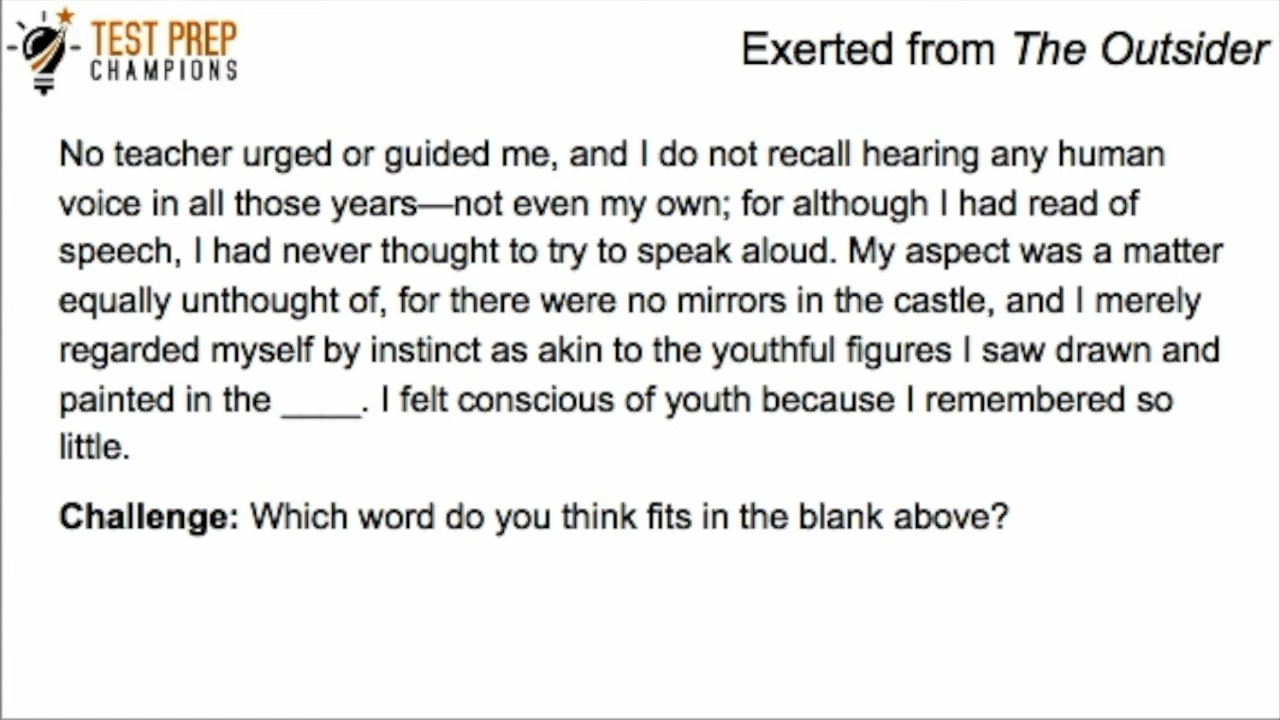 TEST PREP
CHAMPIONS
Exerted from The Outsider
No teacher urged or guided me, and I do not recall hearing any human
voice in all those years—not even my own; for although I had read of
speech, I had never thought to try to speak aloud. My aspect was a matter
equally unthought of, for there were no mirrors in the castle, and I merely
regarded myself by instinct as akin to the youthful figures I saw drawn and
painted in the ____. I felt conscious of youth because I remembered so
little.
Challenge: Which word do you think fits in the blank above?